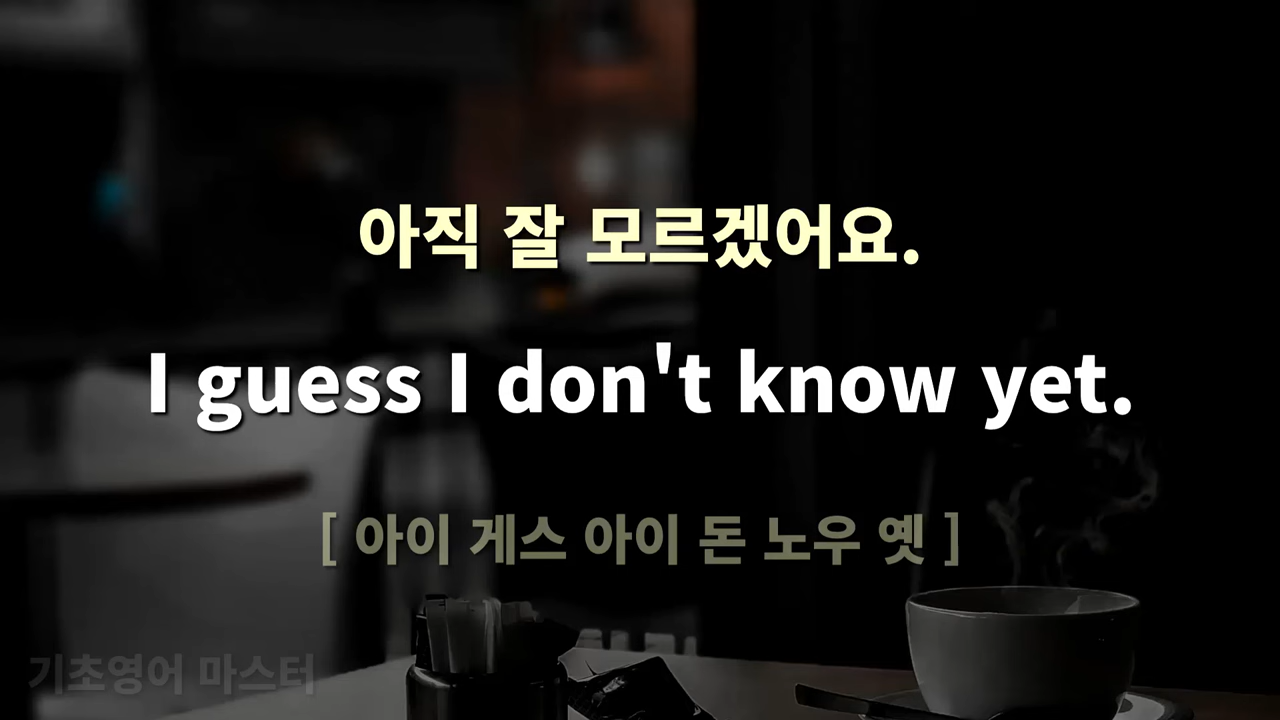 아직 잘 모르겠어요.
I guess I don't know yet.
[ 아이 게스 아이 돈 노우 옛 ]
기초영어 마스터